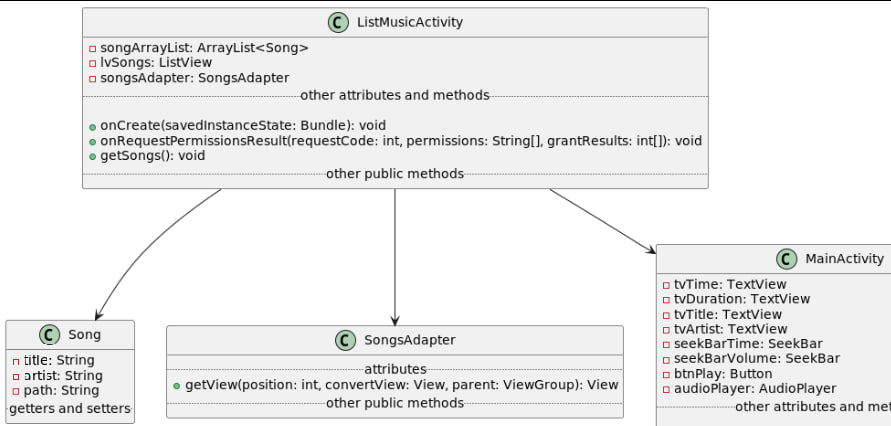 C ListMusicActivity
songArrayList: ArrayList<Song>
lvSongs: ListView
songsAdapter: SongsAdapter
other attributes and methods
onCreate(savedInstanceState: Bundle): void
onRequestPermissionsResult(requestCode: int, permissions: String[], grantResults: int[]): void
getSongs(): void
other public methods
C Song
title: String
artist: String
path: String
getters and setters
C SongsAdapter
attributes
getView(position: int, convertView: View, parent: ViewGroup): View
other public methods
C MainActivity
tvTime: TextView
tvDuration: TextView
tvTitle: TextView
tvArtist: TextView
seekBarTime: SeekBar
seekBarVolume: SeekBar
btnPlay: Button
audioPlayer: AudioPlayer
other attributes and